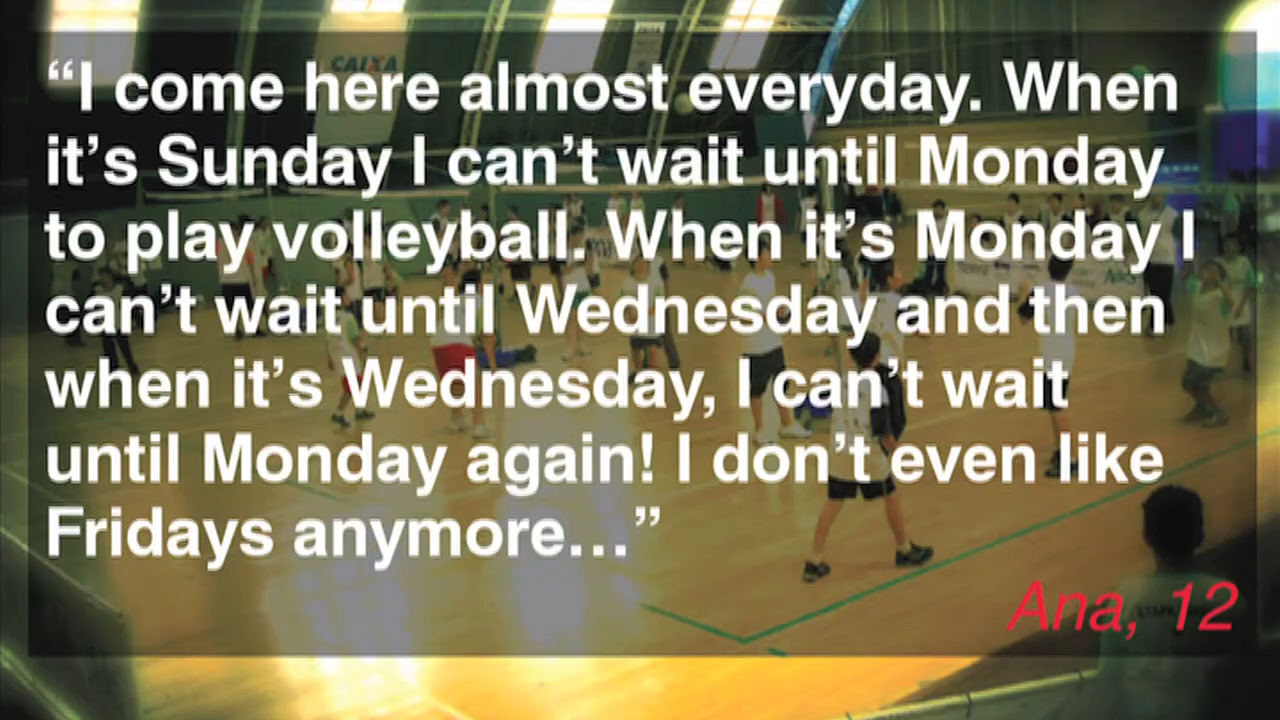 CAIXA
“I come here almost everyday. When
it’s Sunday I can’t wait until Monday
to play volleyball. When it’s Monday I
can’t wait until Wednesday and then
when it’s Wednesday, I can’t wait
until Monday again! I don’t even like
Fridays anymore…”
Ana, 12